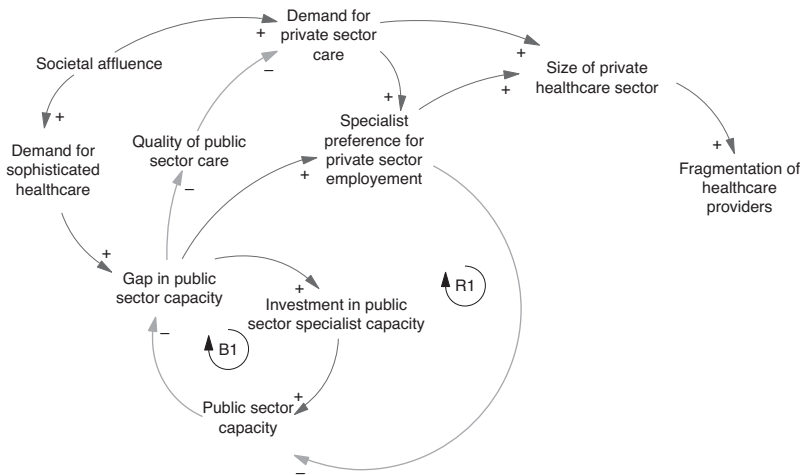 Demand for
private sector
care
+
+
–
Societal affluence
+
Size of private
healthcare sector
+
+
Demand for
sophisticated
healthcare
Quality of public
sector care
–
Specialist
preference for
private sector
employement
+
+
Fragmentation of
healthcare
providers
+
Gap in public
sector capacity
+
Investment in public
sector specialist capacity
R1
–
B1
+
Public sector
capacity
–